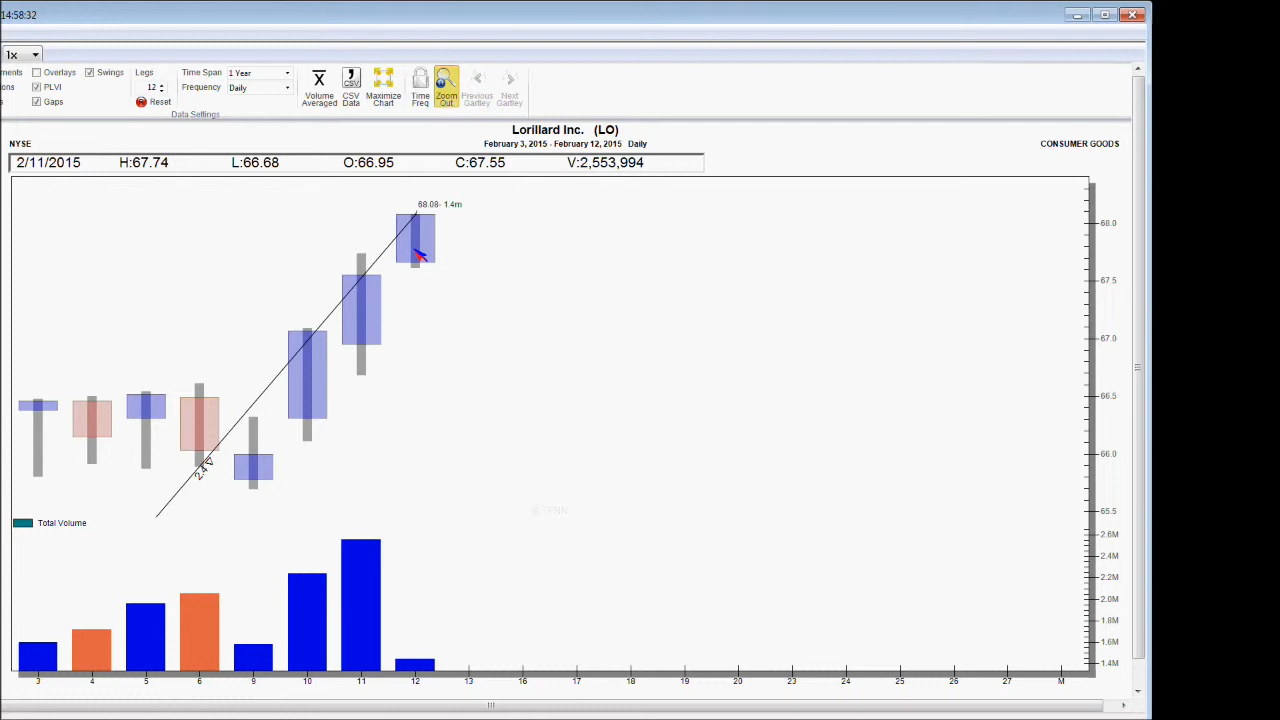 14:58:32
1x
ments
Overlays
Swings
Legs
Time Span
1 Year
ons
PLVI
12
Frequency
Daily
s
Gaps
Reset
Volume Averaged
CSV Data
Maximize Chart
Time Freq
Zoom Out
Previous Gartley
Next Gartley
Data Settings
Lorillard Inc. (LO)
NYSE
February 3, 2015 - February 12, 2015 Daily
CONSUMER GOODS
2/11/2015 H:67.74 L:66.68 O:66.95 C:67.55 V:2,553,994
68.08- 1.4m
68.0
67.5
67.0
66.5
66.0
65.5
Total Volume
2.6M
2.4M
2.2M
2.0M
1.8M
1.6M
1.4M
3 4 5 6 9 10 11 12 13 17 18 19 20 23 24 25 26 27 M